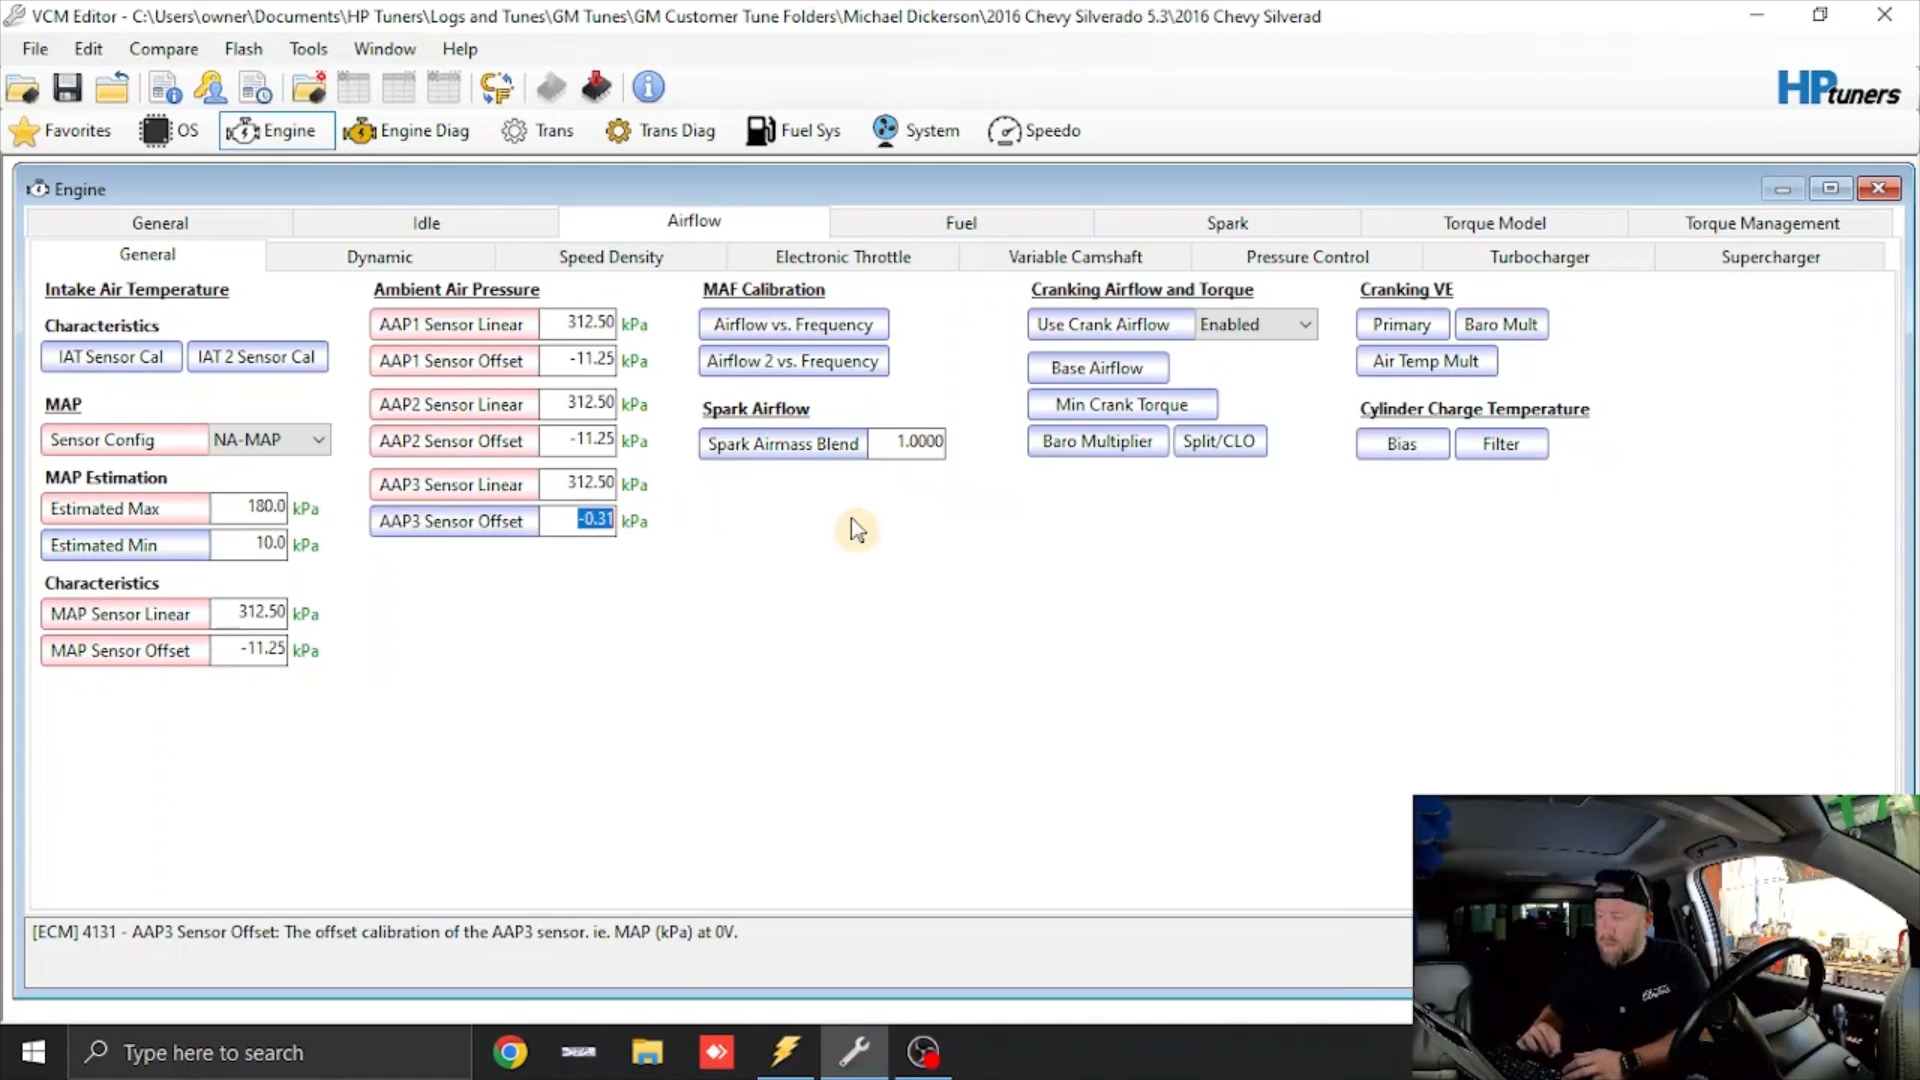 VCM Editor - C:\Users\owner\Documents\HP Tuners\Logs and Tunes\GM Tunes\GM Customer Tune Folders\Michael Dickerson\2016 Chevy Silverado 5.3\2016 Chevy Silverad
File Edit Compare Flash Tools Window Help
HPtuners
Favorites OS Engine Engine Diag Trans Trans Diag Fuel Sys System Speedo
Engine
General Idle Airflow Fuel Spark Torque Model Torque Management
General Dynamic Speed Density Electronic Throttle Variable Camshaft Pressure Control Turbocharger Supercharger
Intake Air Temperature
Characteristics
IAT Sensor Cal IAT 2 Sensor Cal
MAP
Sensor Config NA-MAP
MAP Estimation
Estimated Max 180.0 kPa
Estimated Min 10.0 kPa
Characteristics
MAP Sensor Linear 312.50 kPa
MAP Sensor Offset -11.25 kPa
Ambient Air Pressure
AAP1 Sensor Linear 312.50 kPa
AAP1 Sensor Offset -11.25 kPa
AAP2 Sensor Linear 312.50 kPa
AAP2 Sensor Offset -11.25 kPa
AAP3 Sensor Linear 312.50 kPa
AAP3 Sensor Offset -0.31 kPa
MAF Calibration
Airflow vs. Frequency
Airflow 2 vs. Frequency
Spark Airflow
Spark Airmass Blend 1.0000
Cranking Airflow and Torque
Use Crank Airflow Enabled
Base Airflow
Min Crank Torque
Baro Multiplier Split/CLO
Cranking VE
Primary Baro Mult
Air Temp Mult
Cylinder Charge Temperature
Bias Filter
[ECM] 4131 - AAP3 Sensor Offset: The offset calibration of the AAP3 sensor. ie. MAP (kPa) at 0V.
Type here to search